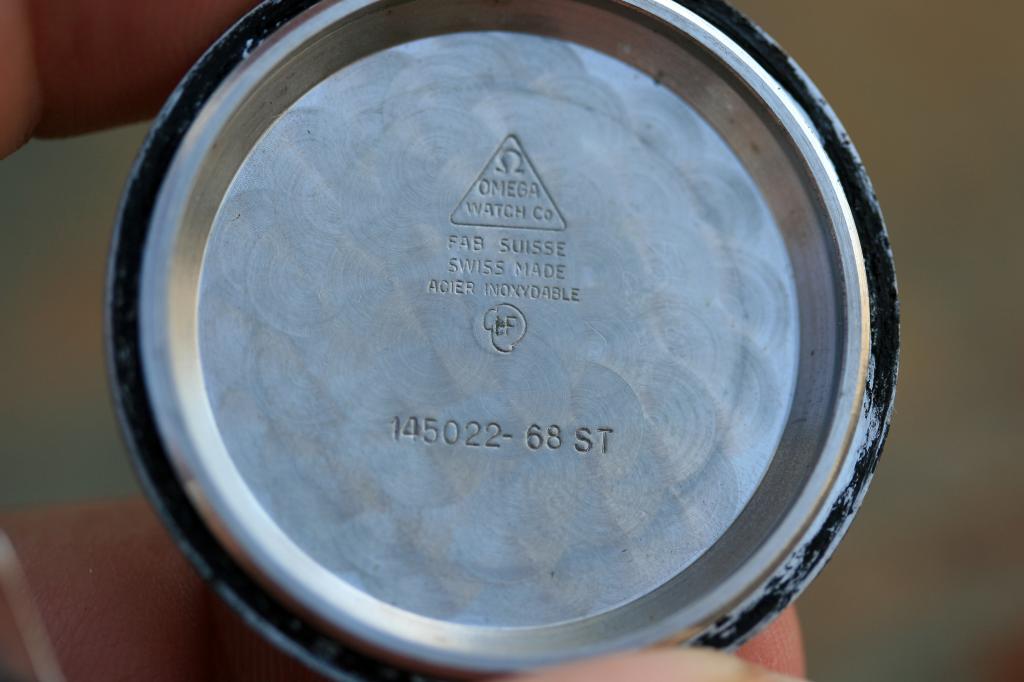 Ω
OMEGA
WATCH Co
FAB SUISSE
SWISS MADE
ACIER INOXYDABLE
145022-68 ST